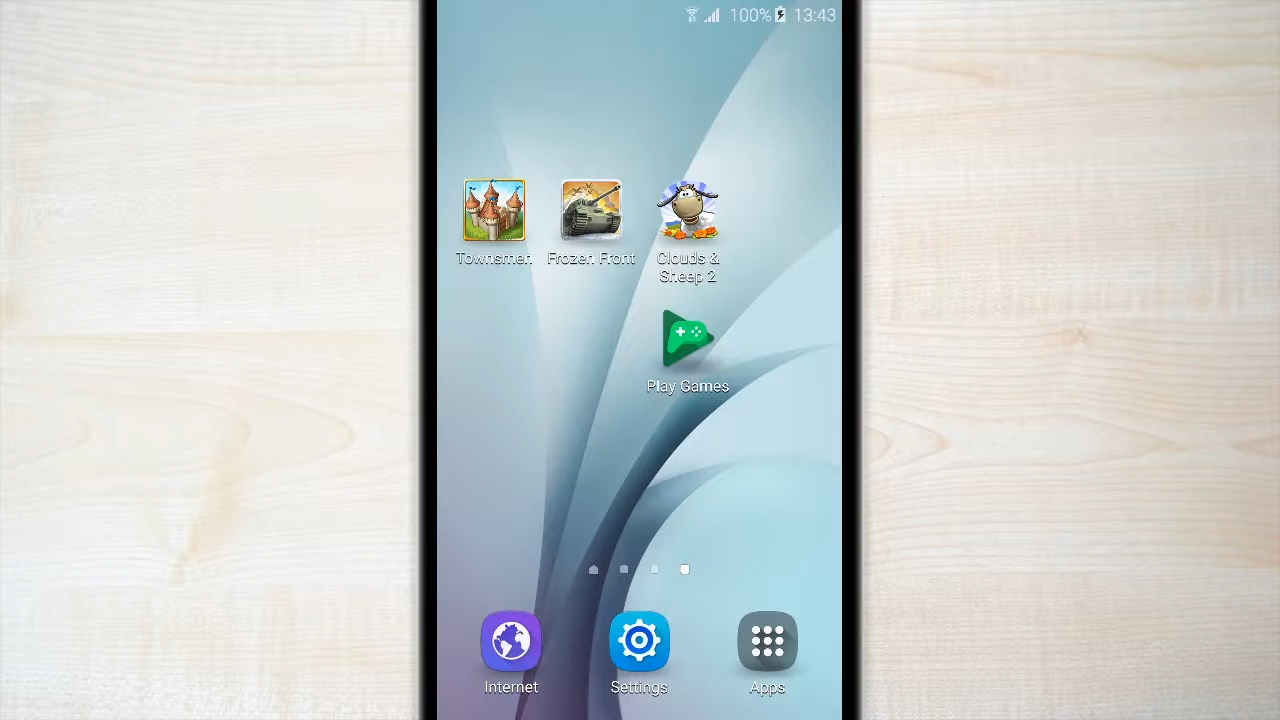 100% 13:43
Townsmen Frozen Front Clouds &
Sheep 2
Play Games
Internet Settings Apps